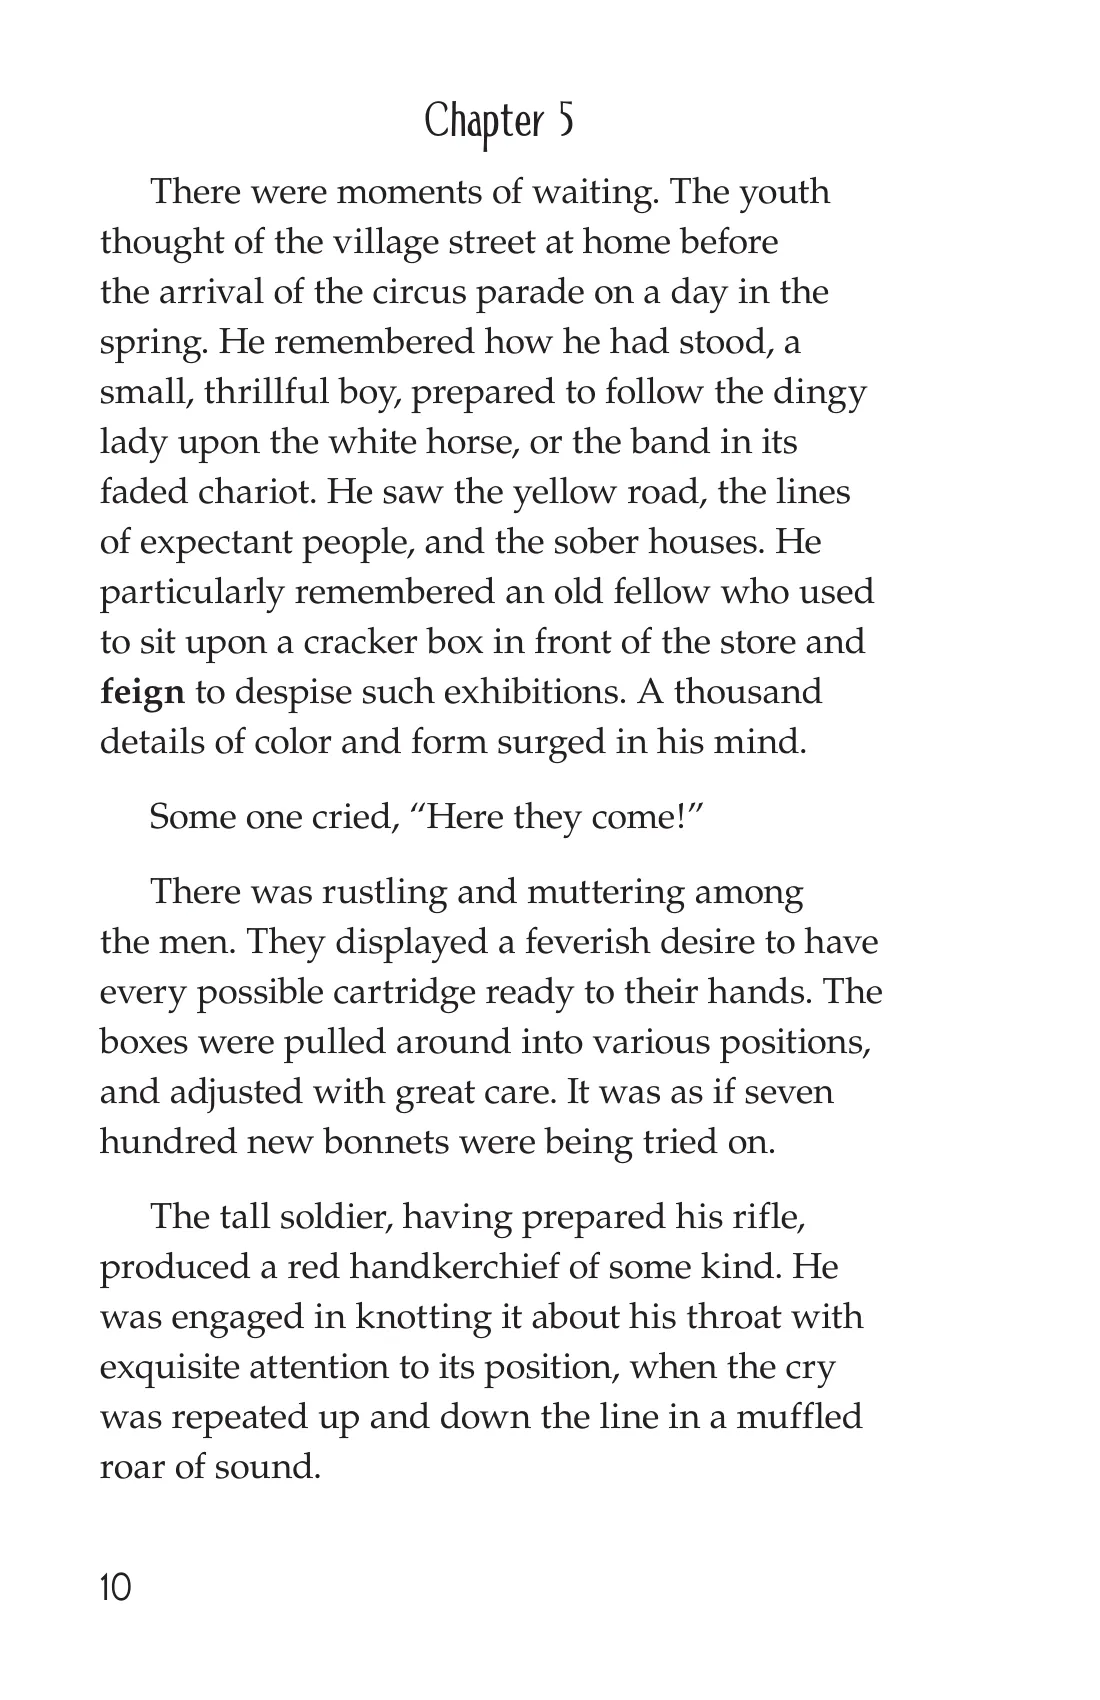 Chapter 5
There were moments of waiting. The youth
thought of the village street at home before
the arrival of the circus parade on a day in the
spring. He remembered how he had stood, a
small, thrillful boy, prepared to follow the dingy
lady upon the white horse, or the band in its
faded chariot. He saw the yellow road, the lines
of expectant people, and the sober houses. He
particularly remembered an old fellow who used
to sit upon a cracker box in front of the store and
feign to despise such exhibitions. A thousand
details of color and form surged in his mind.
Some one cried, “Here they come!”
There was rustling and muttering among
the men. They displayed a feverish desire to have
every possible cartridge ready to their hands. The
boxes were pulled around into various positions,
and adjusted with great care. It was as if seven
hundred new bonnets were being tried on.
The tall soldier, having prepared his rifle,
produced a red handkerchief of some kind. He
was engaged in knotting it about his throat with
exquisite attention to its position, when the cry
was repeated up and down the line in a muffled
roar of sound.
10